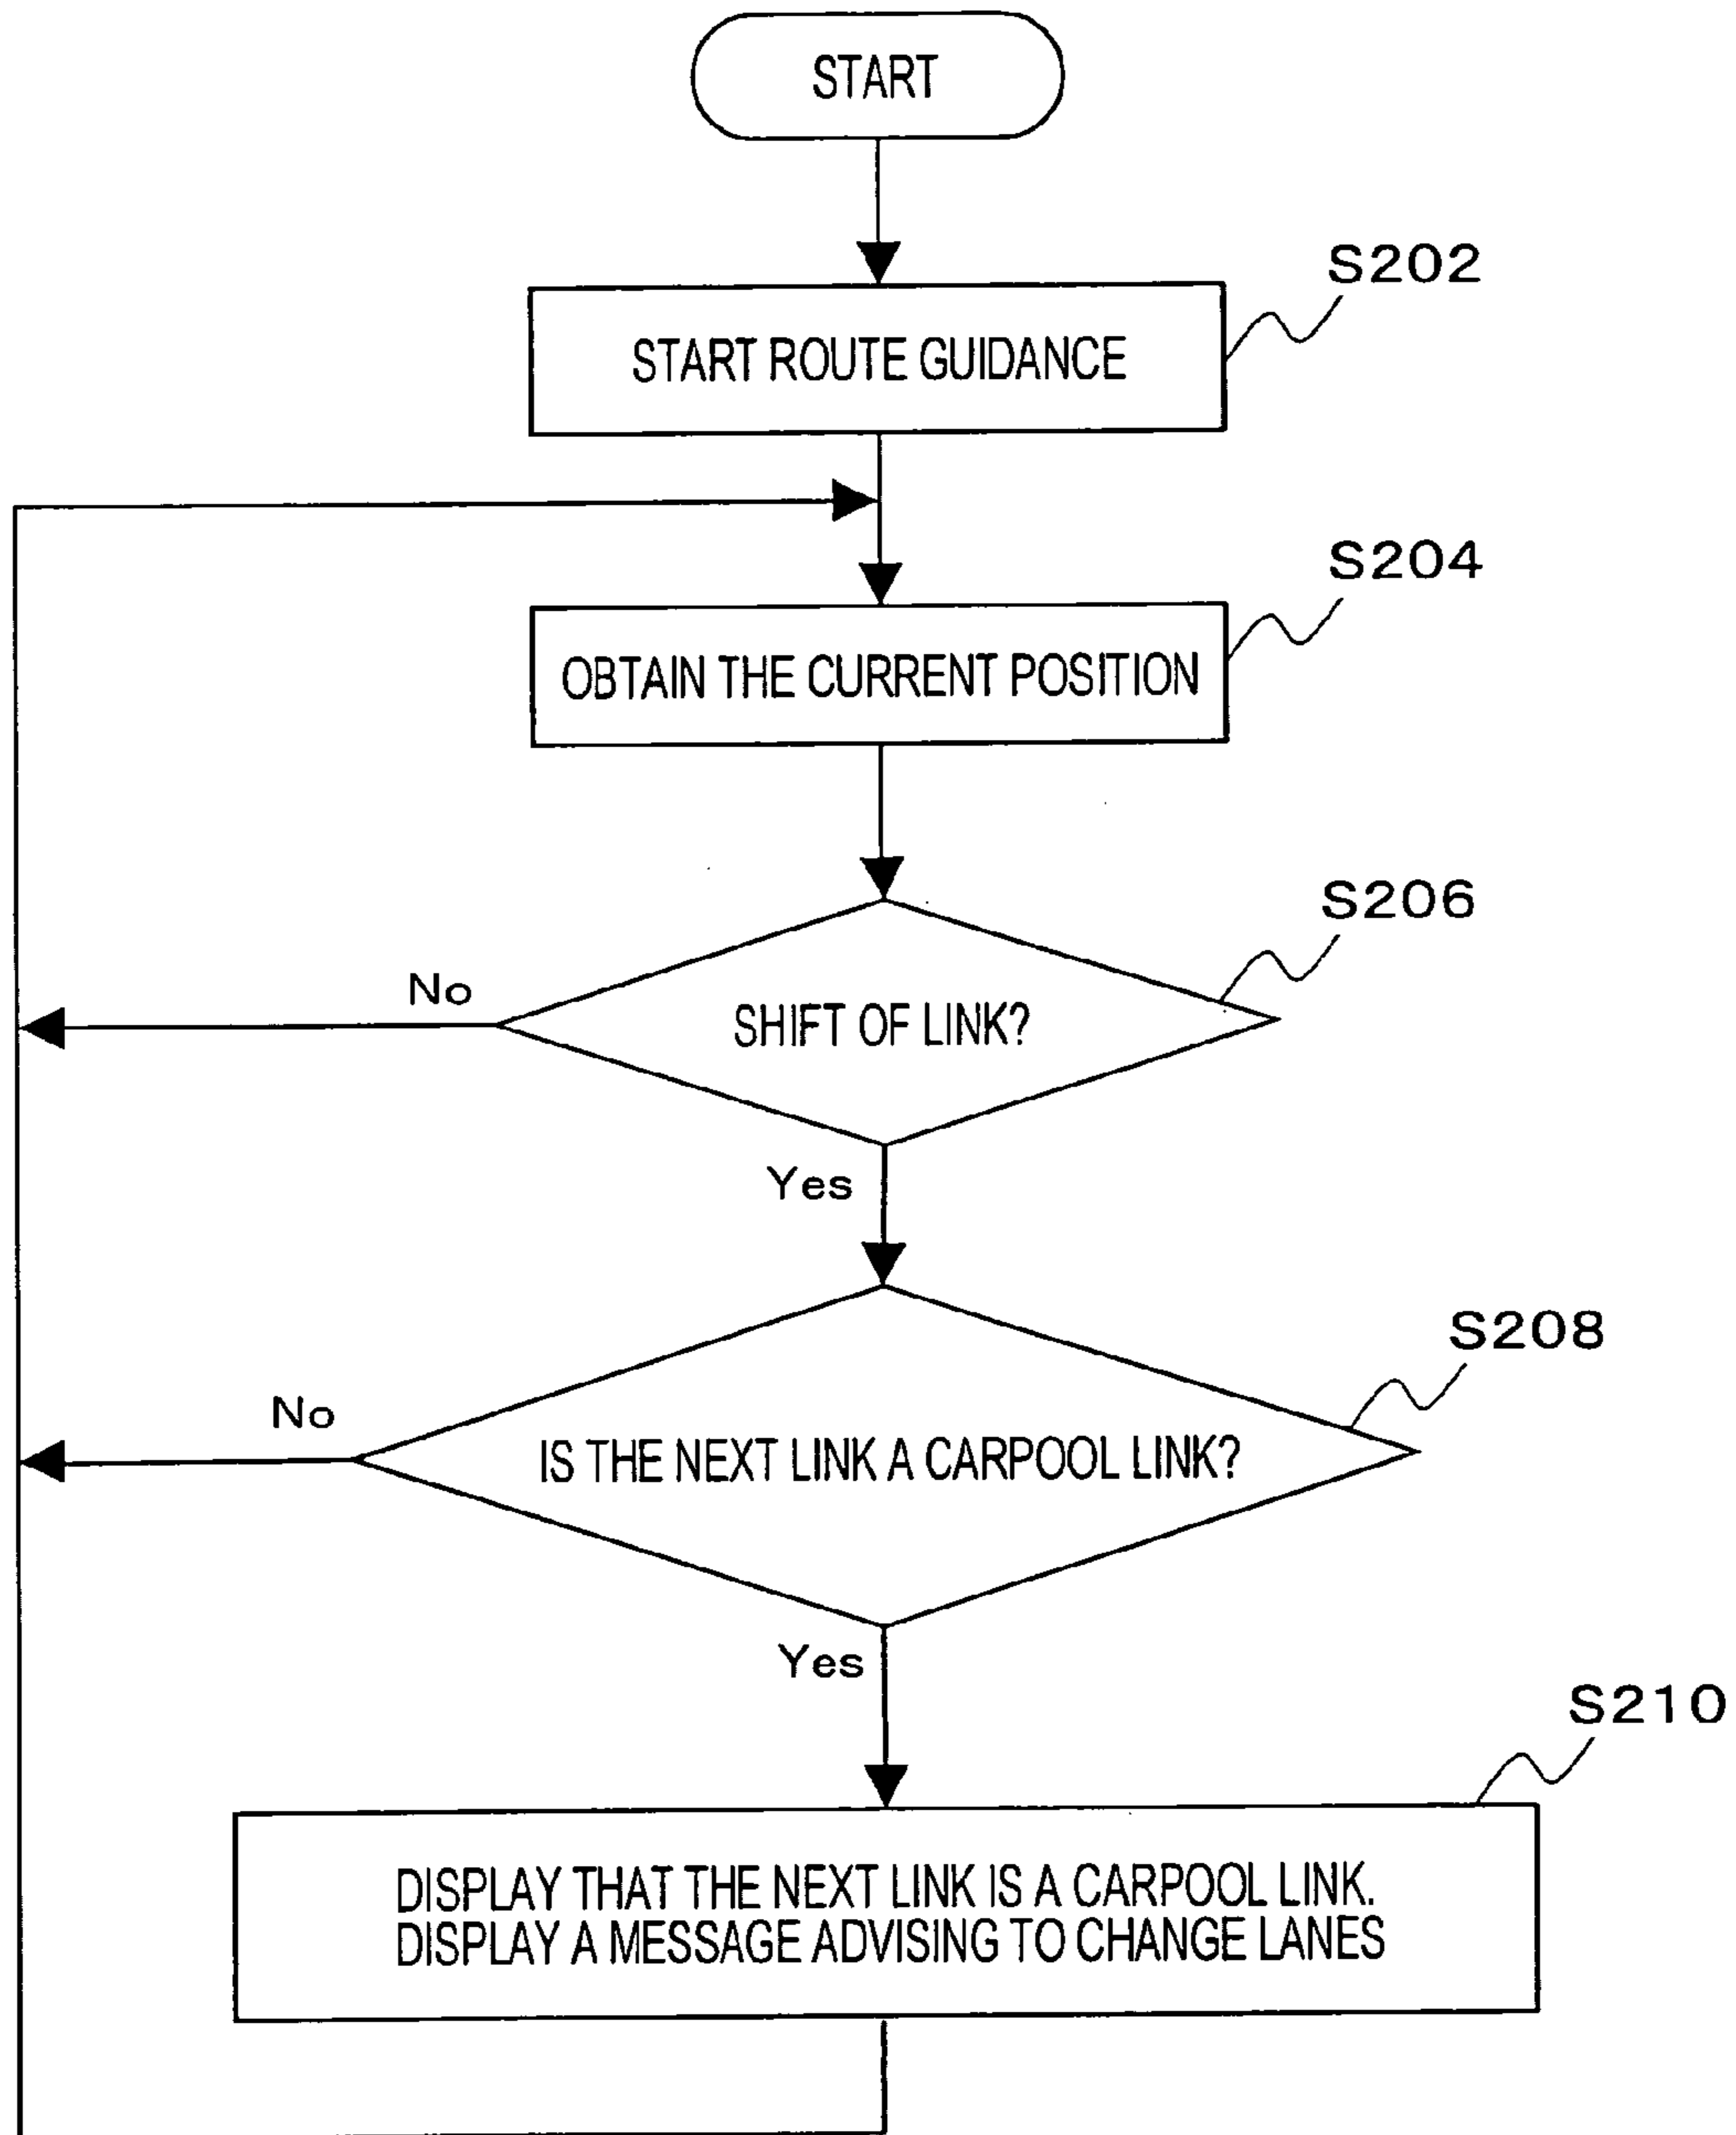 START
S202
START ROUTE GUIDANCE
S204
OBTAIN THE CURRENT POSITION
S206
No
SHIFT OF LINK?
Yes
S208
No
IS THE NEXT LINK A CARPOOL LINK?
Yes
S210
DISPLAY THAT THE NEXT LINK IS A CARPOOL LINK.
DISPLAY A MESSAGE ADVISING TO CHANGE LANES